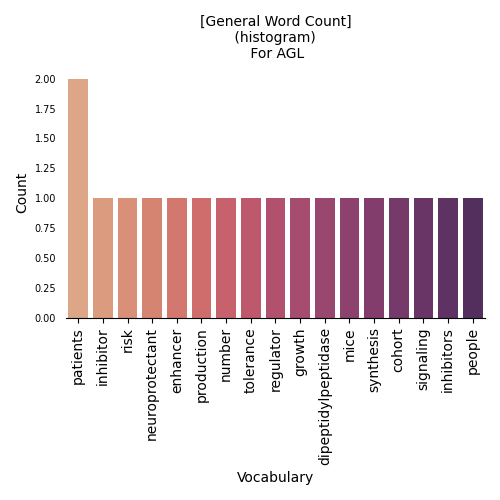 [General Word Count]
(histogram)
For AGL
2.00
1.75
1.50
1.25
1.00
0.75
0.50
0.25
0.00
Count
patients
inhibitor
risk
neuroprotectant
enhancer
production
number
tolerance
regulator
growth
dipeptidylpeptidase
mice
synthesis
cohort
signaling
inhibitors
people
Vocabulary